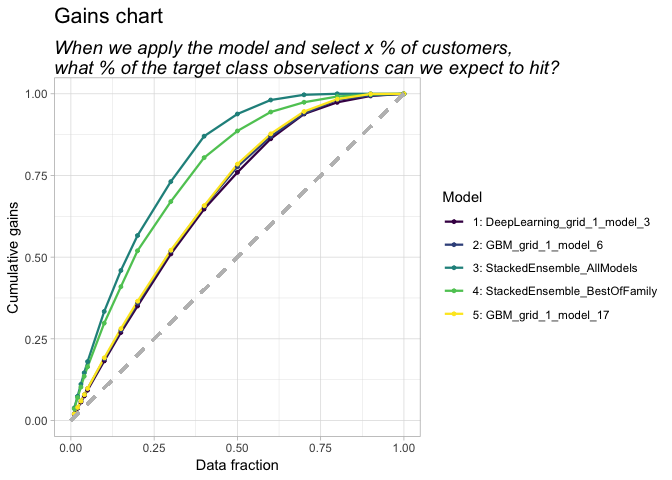 Gains chart
When we apply the model and select x % of customers,
what % of the target class observations can we expect to hit?
1.00
0.75
0.50
0.25
0.00
Cumulative gains
0.00 0.25 0.50 0.75 1.00
Data fraction
Model
1: DeepLearning_grid_1_model_3
2: GBM_grid_1_model_6
3: StackedEnsemble_AllModels
4: StackedEnsemble_BestOfFamily
5: GBM_grid_1_model_17